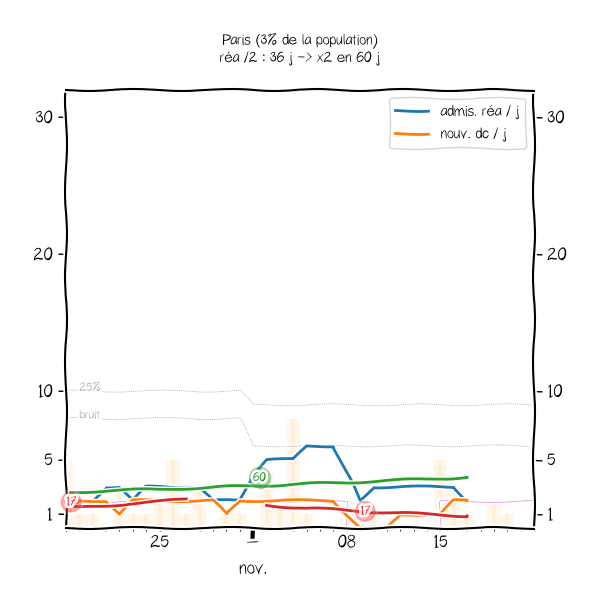 Paris (3% de la population)
réa /2 : 36 j -> x2 en 60 j
admis. réa / j
nouv. dc / j
30
30
20
20
10
10
25%
bruit
5
5
60
17
17
1
1
25
08
15
nov.